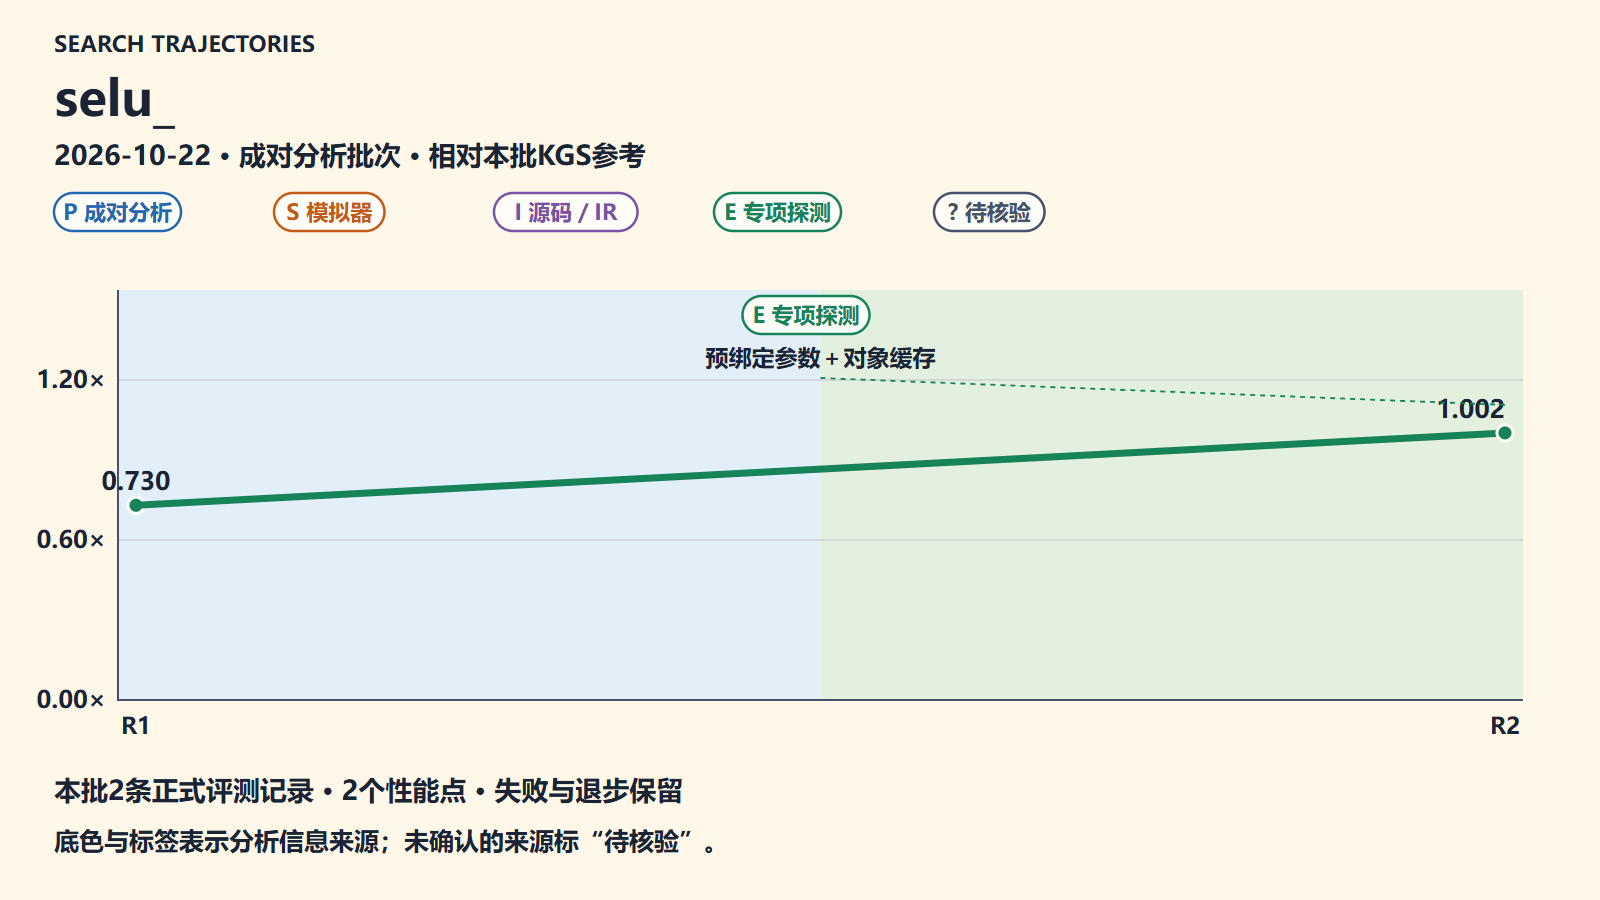 SEARCH TRAJECTORIES
selu_
2026-10-22 • 成对分析批次 • 相对本批KGS参考
P 成对分析
S 模拟器
I 源码 / IR
E 专项探测
? 待核验
E 专项探测
预绑定参数 + 对象缓存
1.20×
1.002
0.730
0.60×
0.00×
R1
R2
本批2条正式评测记录 • 2个性能点 • 失败与退步保留
底色与标签表示分析信息来源；未确认的来源标“待核验”。